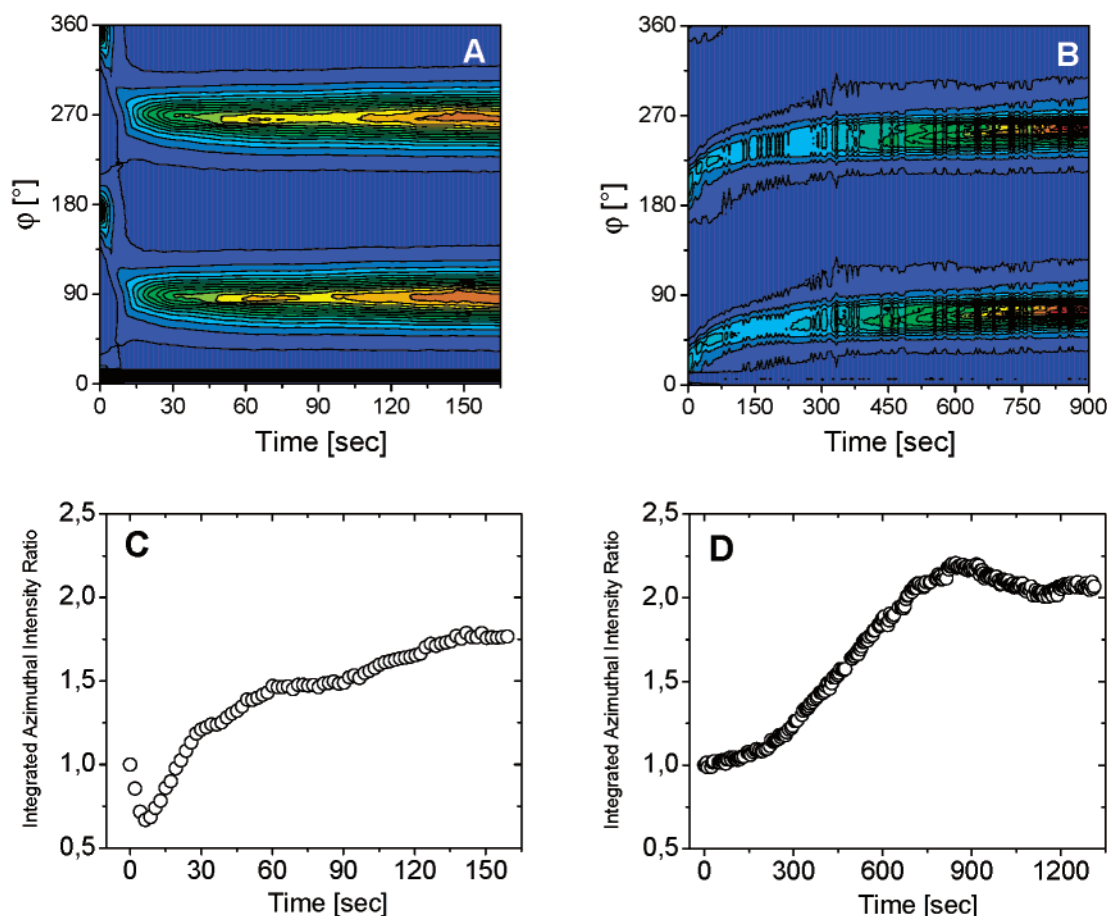 A
φ [°]
360
270
180
90
0
0 30 60 90 120 150
Time [sec]
B
φ [°]
360
270
180
90
0
0 150 300 450 600 750 900
Time [sec]
C
Integrated Azimuthal Intensity Ratio
2,5
2,0
1,5
1,0
0,5
0 30 60 90 120 150
Time [sec]
D
Integrated Azimuthal Intensity Ratio
2,5
2,0
1,5
1,0
0,5
0 300 600 900 1200
Time [sec]